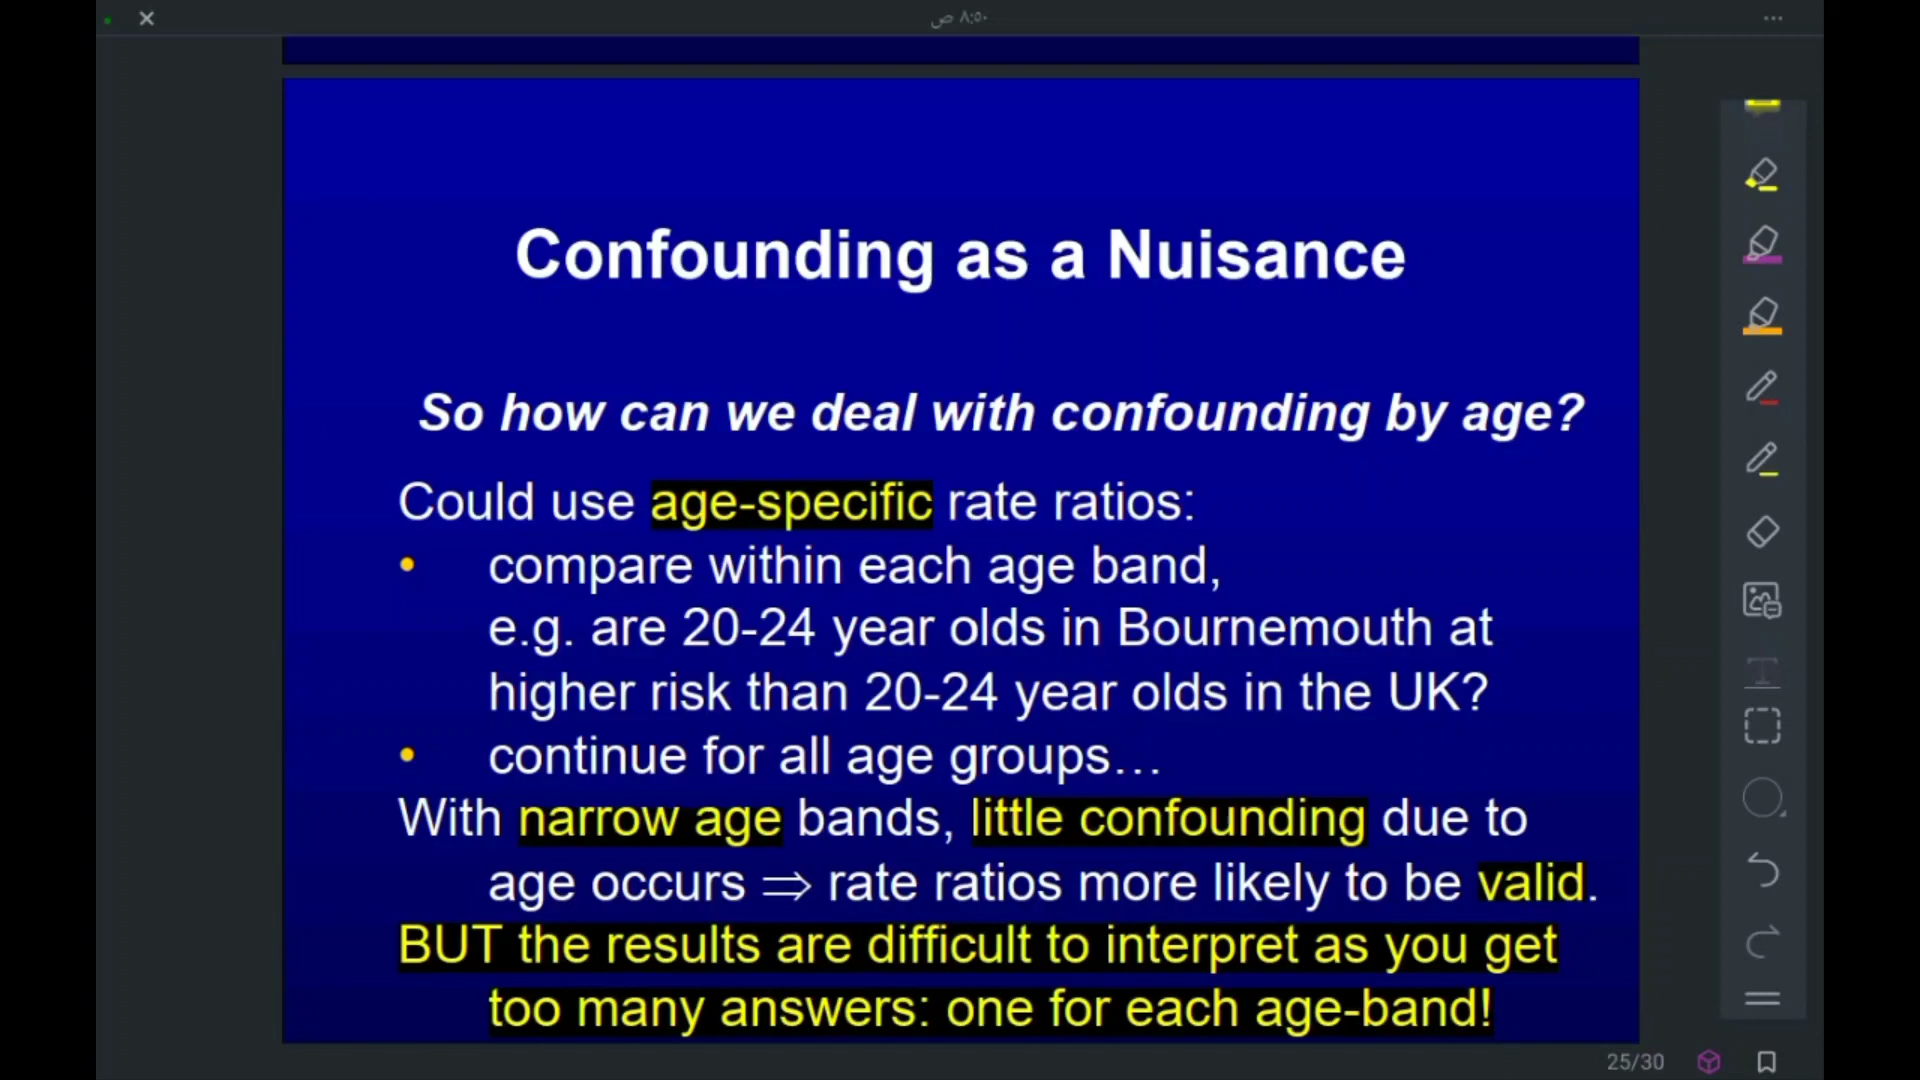 ٨:٥٠ ص
Confounding as a Nuisance
So how can we deal with confounding by age?
Could use age-specific rate ratios:
• compare within each age band,
e.g. are 20-24 year olds in Bournemouth at
higher risk than 20-24 year olds in the UK?
• continue for all age groups…
With narrow age bands, little confounding due to
age occurs ⇒ rate ratios more likely to be valid.
BUT the results are difficult to interpret as you get
too many answers: one for each age-band!
25/30